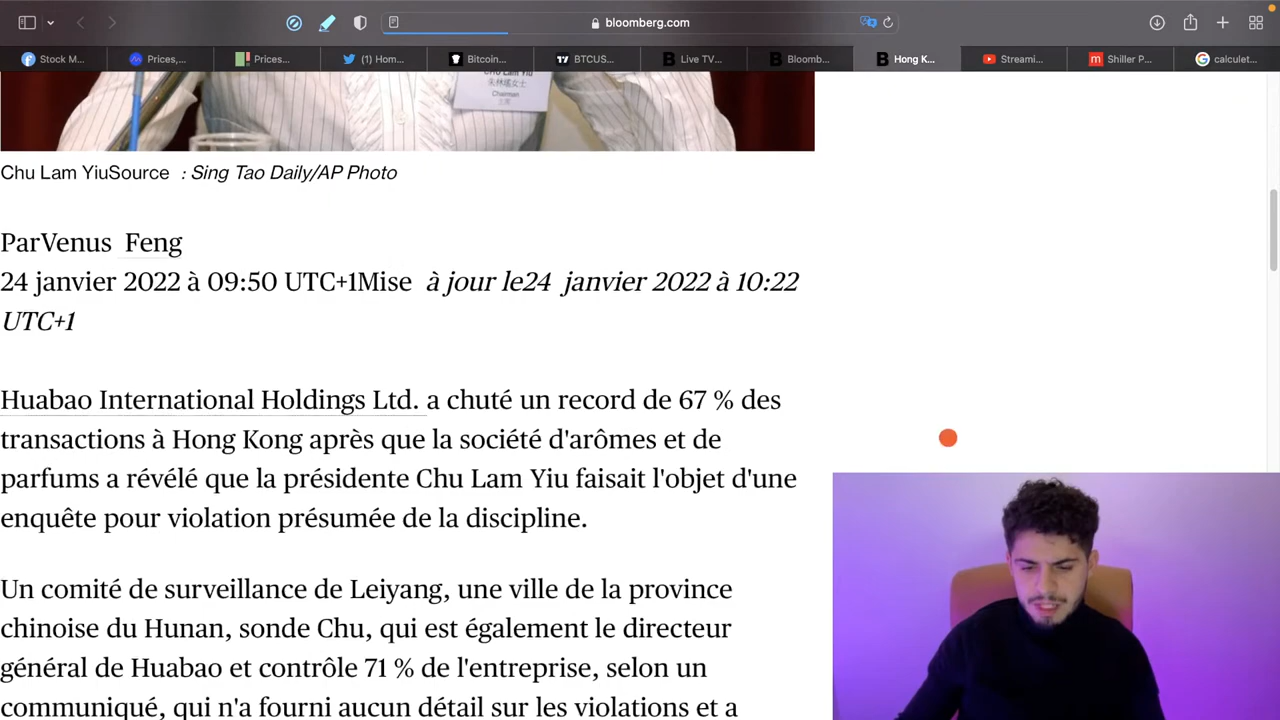 bloomberg.com
Stock M...
Prices,...
Prices...
(1) Hom...
Bitcoin...
BTCUS...
Live TV...
Bloomb...
Hong K...
Streami...
Shiller P...
calculet...
CHU Lam Yiu
Chairman
主席
Chu Lam YiuSource : Sing Tao Daily/AP Photo
ParVenus Feng
24 janvier 2022 à 09:50 UTC+1Mise à jour le24 janvier 2022 à 10:22
UTC+1
Huabao International Holdings Ltd. a chuté un record de 67 % des
transactions à Hong Kong après que la société d'arômes et de
parfums a révélé que la présidente Chu Lam Yiu faisait l'objet d'une
enquête pour violation présumée de la discipline.
Un comité de surveillance de Leiyang, une ville de la province
chinoise du Hunan, sonde Chu, qui est également le directeur
général de Huabao et contrôle 71 % de l'entreprise, selon un
communiqué, qui n'a fourni aucun détail sur les violations et a